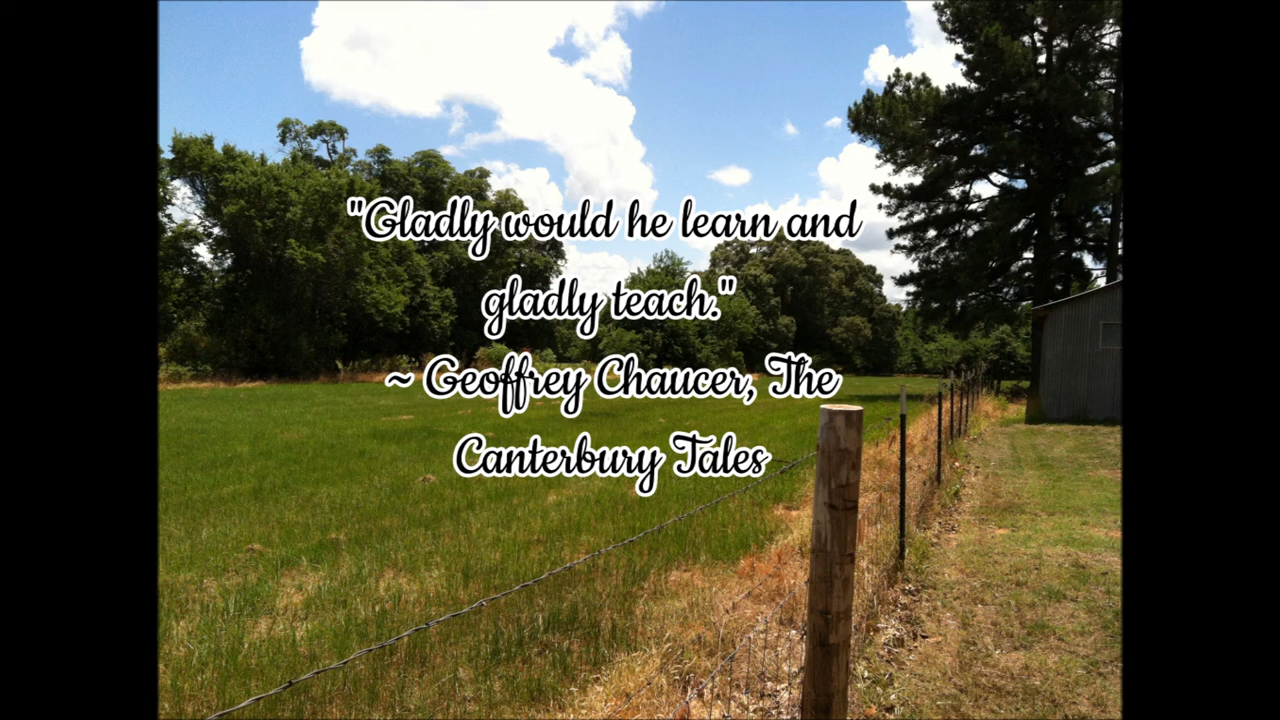 "Gladly would he learn and
gladly teach."
~ Geoffrey Chaucer, The
Canterbury Tales